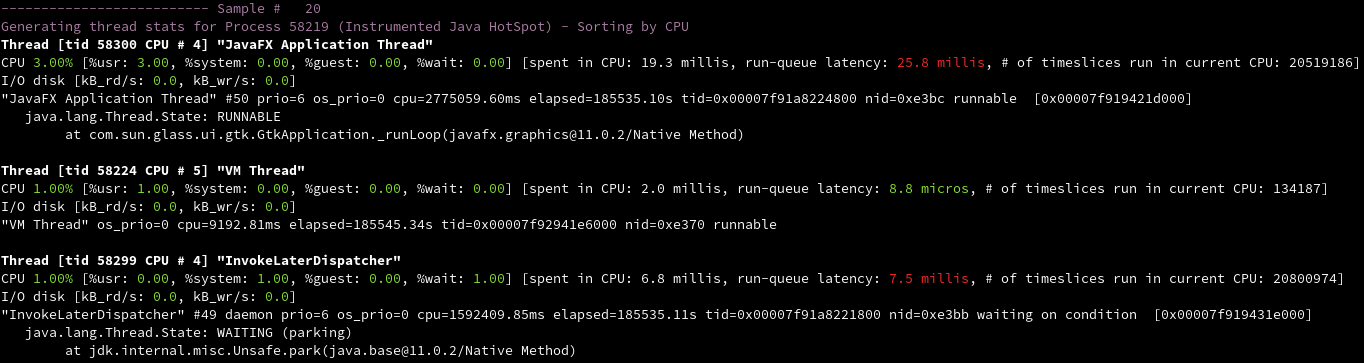 -------------------------- Sample #   20
Generating thread stats for Process 58219 (Instrumented Java HotSpot) - Sorting by CPU
Thread [tid 58300 CPU # 4] "JavaFX Application Thread"
CPU 3.00% [%usr: 3.00, %system: 0.00, %guest: 0.00, %wait: 0.00] [spent in CPU: 19.3 millis, run-queue latency: 25.8 millis, # of timeslices run in current CPU: 20519186]
I/O disk [kB_rd/s: 0.0, kB_wr/s: 0.0]
"JavaFX Application Thread" #50 prio=6 os_prio=0 cpu=2775059.60ms elapsed=185535.10s tid=0x00007f91a8224800 nid=0xe3bc runnable  [0x00007f919421d000]
   java.lang.Thread.State: RUNNABLE
        at com.sun.glass.ui.gtk.GtkApplication._runLoop(javafx.graphics@11.0.2/Native Method)
Thread [tid 58224 CPU # 5] "VM Thread"
CPU 1.00% [%usr: 1.00, %system: 0.00, %guest: 0.00, %wait: 0.00] [spent in CPU: 2.0 millis, run-queue latency: 8.8 micros, # of timeslices run in current CPU: 134187]
I/O disk [kB_rd/s: 0.0, kB_wr/s: 0.0]
"VM Thread" os_prio=0 cpu=9192.81ms elapsed=185545.34s tid=0x00007f92941e6000 nid=0xe370 runnable
Thread [tid 58299 CPU # 4] "InvokeLaterDispatcher"
CPU 1.00% [%usr: 0.00, %system: 1.00, %guest: 0.00, %wait: 1.00] [spent in CPU: 6.8 millis, run-queue latency: 7.5 millis, # of timeslices run in current CPU: 20800974]
I/O disk [kB_rd/s: 0.0, kB_wr/s: 0.0]
"InvokeLaterDispatcher" #49 daemon prio=6 os_prio=0 cpu=1592409.85ms elapsed=185535.11s tid=0x00007f91a8221800 nid=0xe3bb waiting on condition  [0x00007f919431e000]
   java.lang.Thread.State: WAITING (parking)
        at jdk.internal.misc.Unsafe.park(java.base@11.0.2/Native Method)